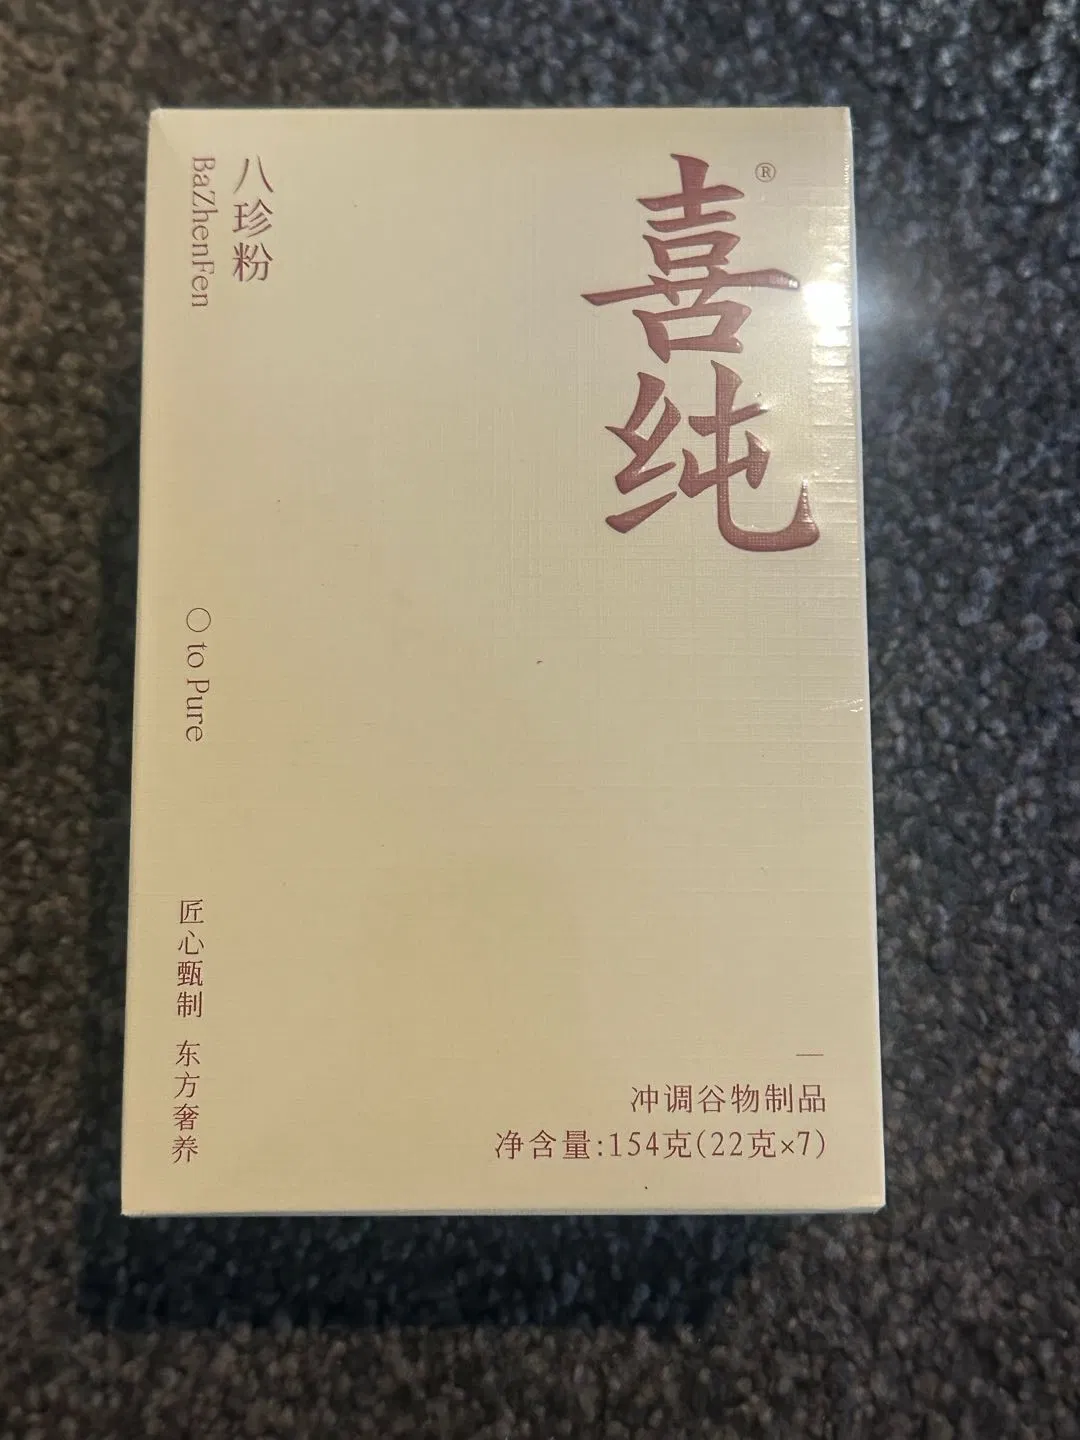 八珍粉
BaZhenFen
喜纯®
〇 to Pure
匠心甄制 东方奢养
冲调谷物制品
净含量:154克(22克×7)